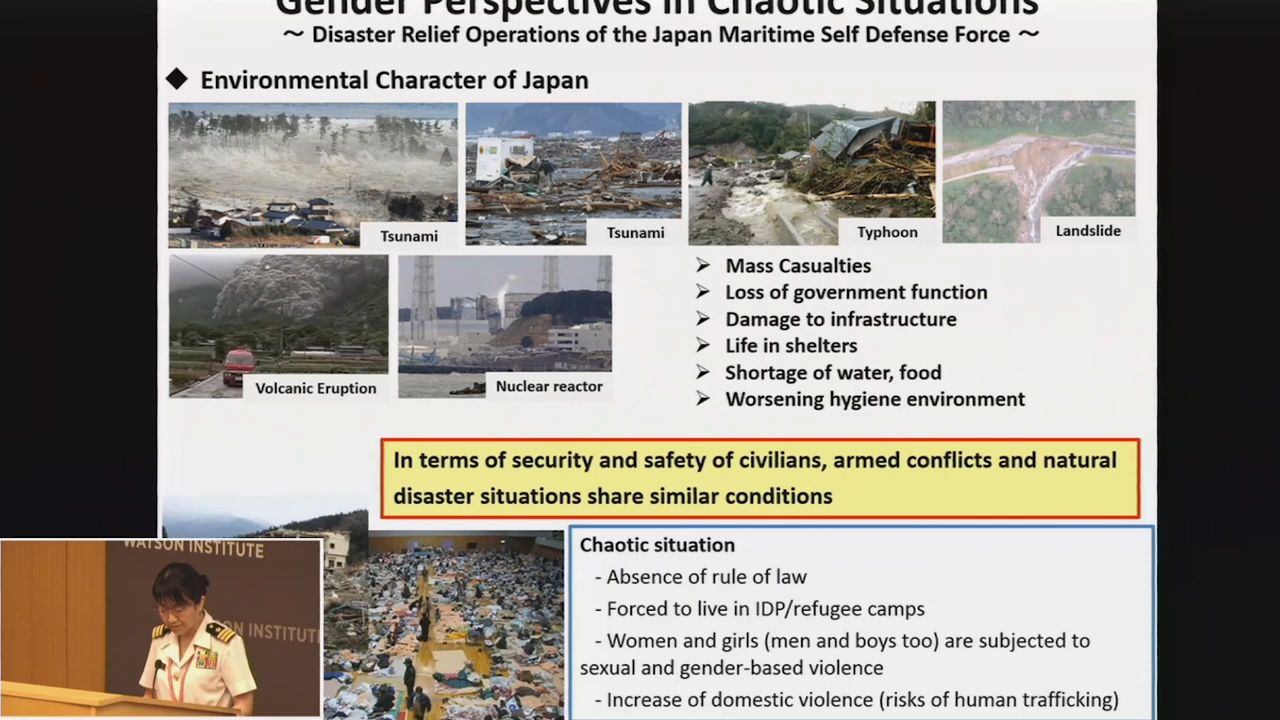 Gender Perspectives in Chaotic Situations
～ Disaster Relief Operations of the Japan Maritime Self Defense Force ～
◆ Environmental Character of Japan
Tsunami
Tsunami
Typhoon
Landslide
Volcanic Eruption
Nuclear reactor
➢ Mass Casualties
➢ Loss of government function
➢ Damage to infrastructure
➢ Life in shelters
➢ Shortage of water, food
➢ Worsening hygiene environment
In terms of security and safety of civilians, armed conflicts and natural
disaster situations share similar conditions
Chaotic situation
- Absence of rule of law
- Forced to live in IDP/refugee camps
- Women and girls (men and boys too) are subjected to
sexual and gender-based violence
- Increase of domestic violence (risks of human trafficking)
WATSON INSTITUTE
ON INSTITUTE